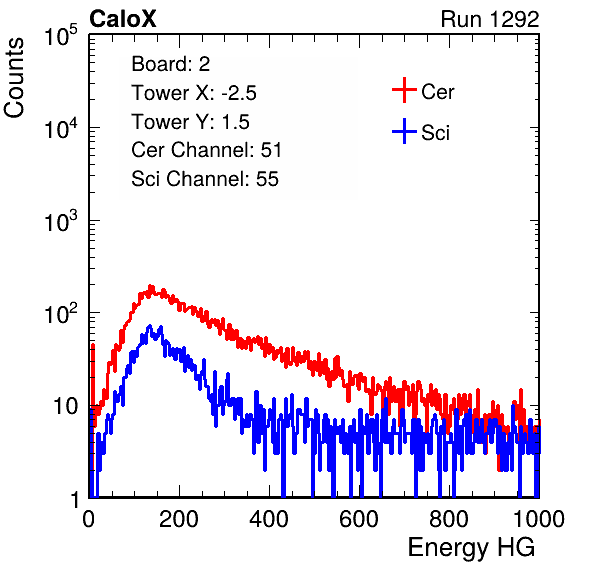 CaloX Run 1292
Counts
Board: 2
Tower X: -2.5
Tower Y: 1.5
Cer Channel: 51
Sci Channel: 55
Cer
Sci
10^5
10^4
10^3
10^2
10
1
0 200 400 600 800 1000
Energy HG